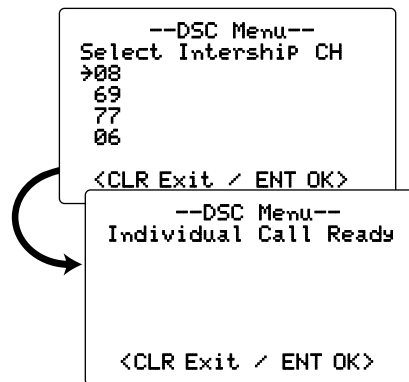 --DSC Menu--
Select Intership CH
→08
69
77
06
<CLR Exit / ENT OK>
--DSC Menu--
Individual Call Ready
<CLR Exit / ENT OK>